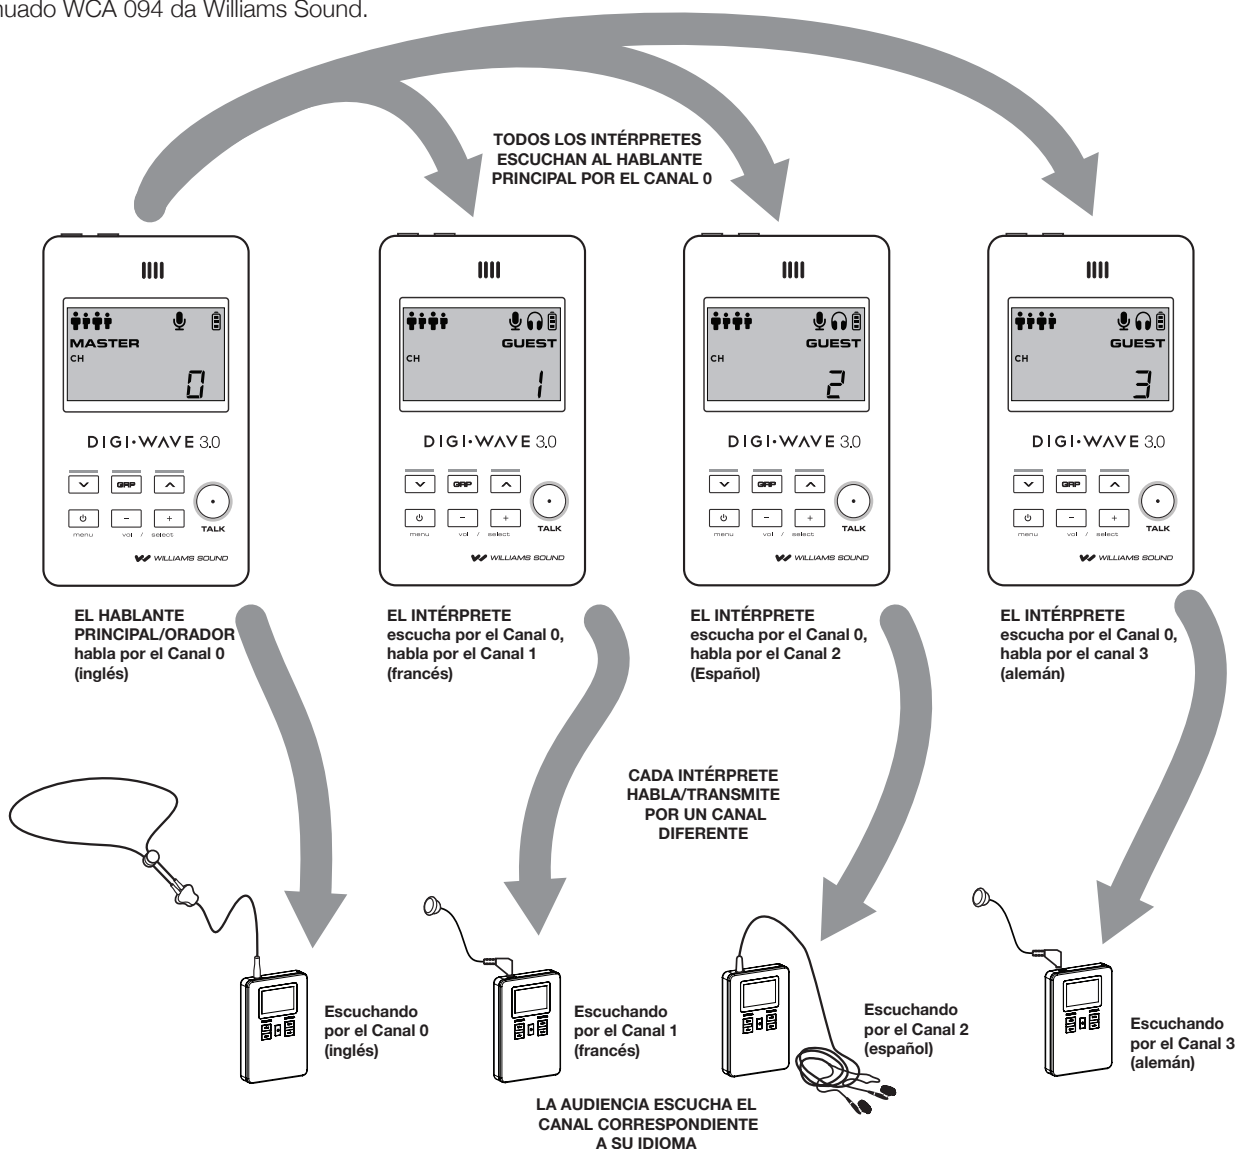 nuado WCA 094 da Williams Sound.
TODOS LOS INTÉRPRETES
ESCUCHAN AL HABLANTE
PRINCIPAL POR EL CANAL 0
MASTER
CH
0
DIGI•WAVE 3.0
GRP
TALK
menu vol / select
WILLIAMS SOUND
GUEST
CH
1
DIGI•WAVE 3.0
GRP
TALK
menu vol / select
WILLIAMS SOUND
GUEST
CH
2
DIGI•WAVE 3.0
GRP
TALK
menu vol / select
WILLIAMS SOUND
GUEST
CH
3
DIGI•WAVE 3.0
GRP
TALK
menu vol / select
WILLIAMS SOUND
EL HABLANTE
PRINCIPAL/ORADOR
habla por el Canal 0
(inglés)
EL INTÉRPRETE
escucha por el Canal 0,
habla por el Canal 1
(francés)
EL INTÉRPRETE
escucha por el Canal 0,
habla por el Canal 2
(Español)
EL INTÉRPRETE
escucha por el Canal 0,
habla por el canal 3
(alemán)
CADA INTÉRPRETE
HABLA/TRANSMITE
POR UN CANAL
DIFERENTE
Escuchando
por el Canal 0
(inglés)
Escuchando
por el Canal 1
(francés)
Escuchando
por el Canal 2
(español)
Escuchando
por el Canal 3
(alemán)
LA AUDIENCIA ESCUCHA EL
CANAL CORRESPONDIENTE
A SU IDIOMA